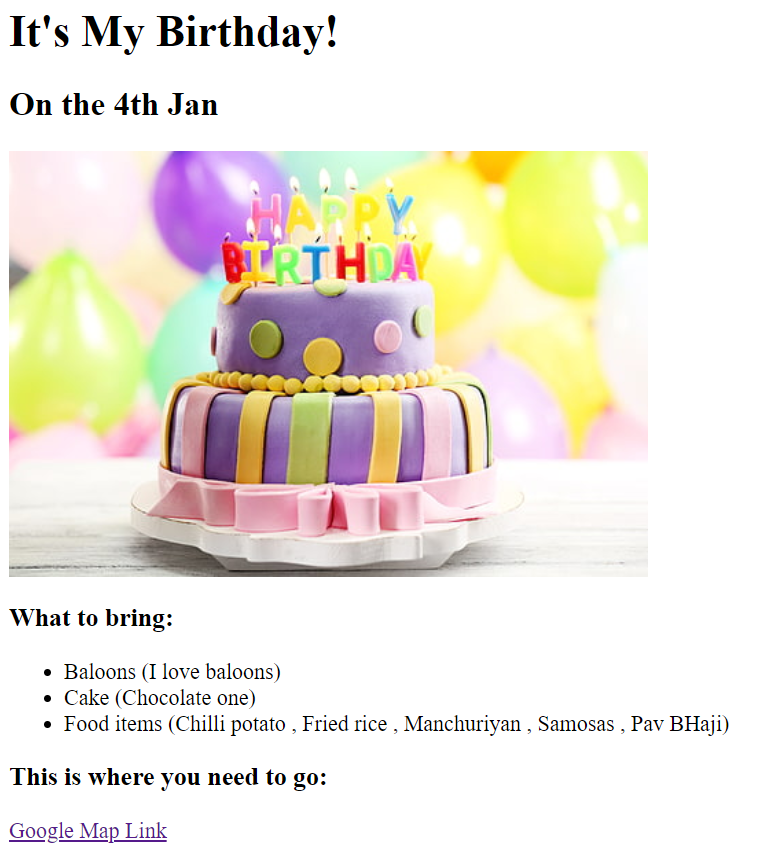 It's My Birthday!
On the 4th Jan
HAPPY
BIRTHDAY
What to bring:
Baloons (I love baloons)
Cake (Chocolate one)
Food items (Chilli potato , Fried rice , Manchuriyan , Samosas , Pav BHaji)
This is where you need to go:
Google Map Link